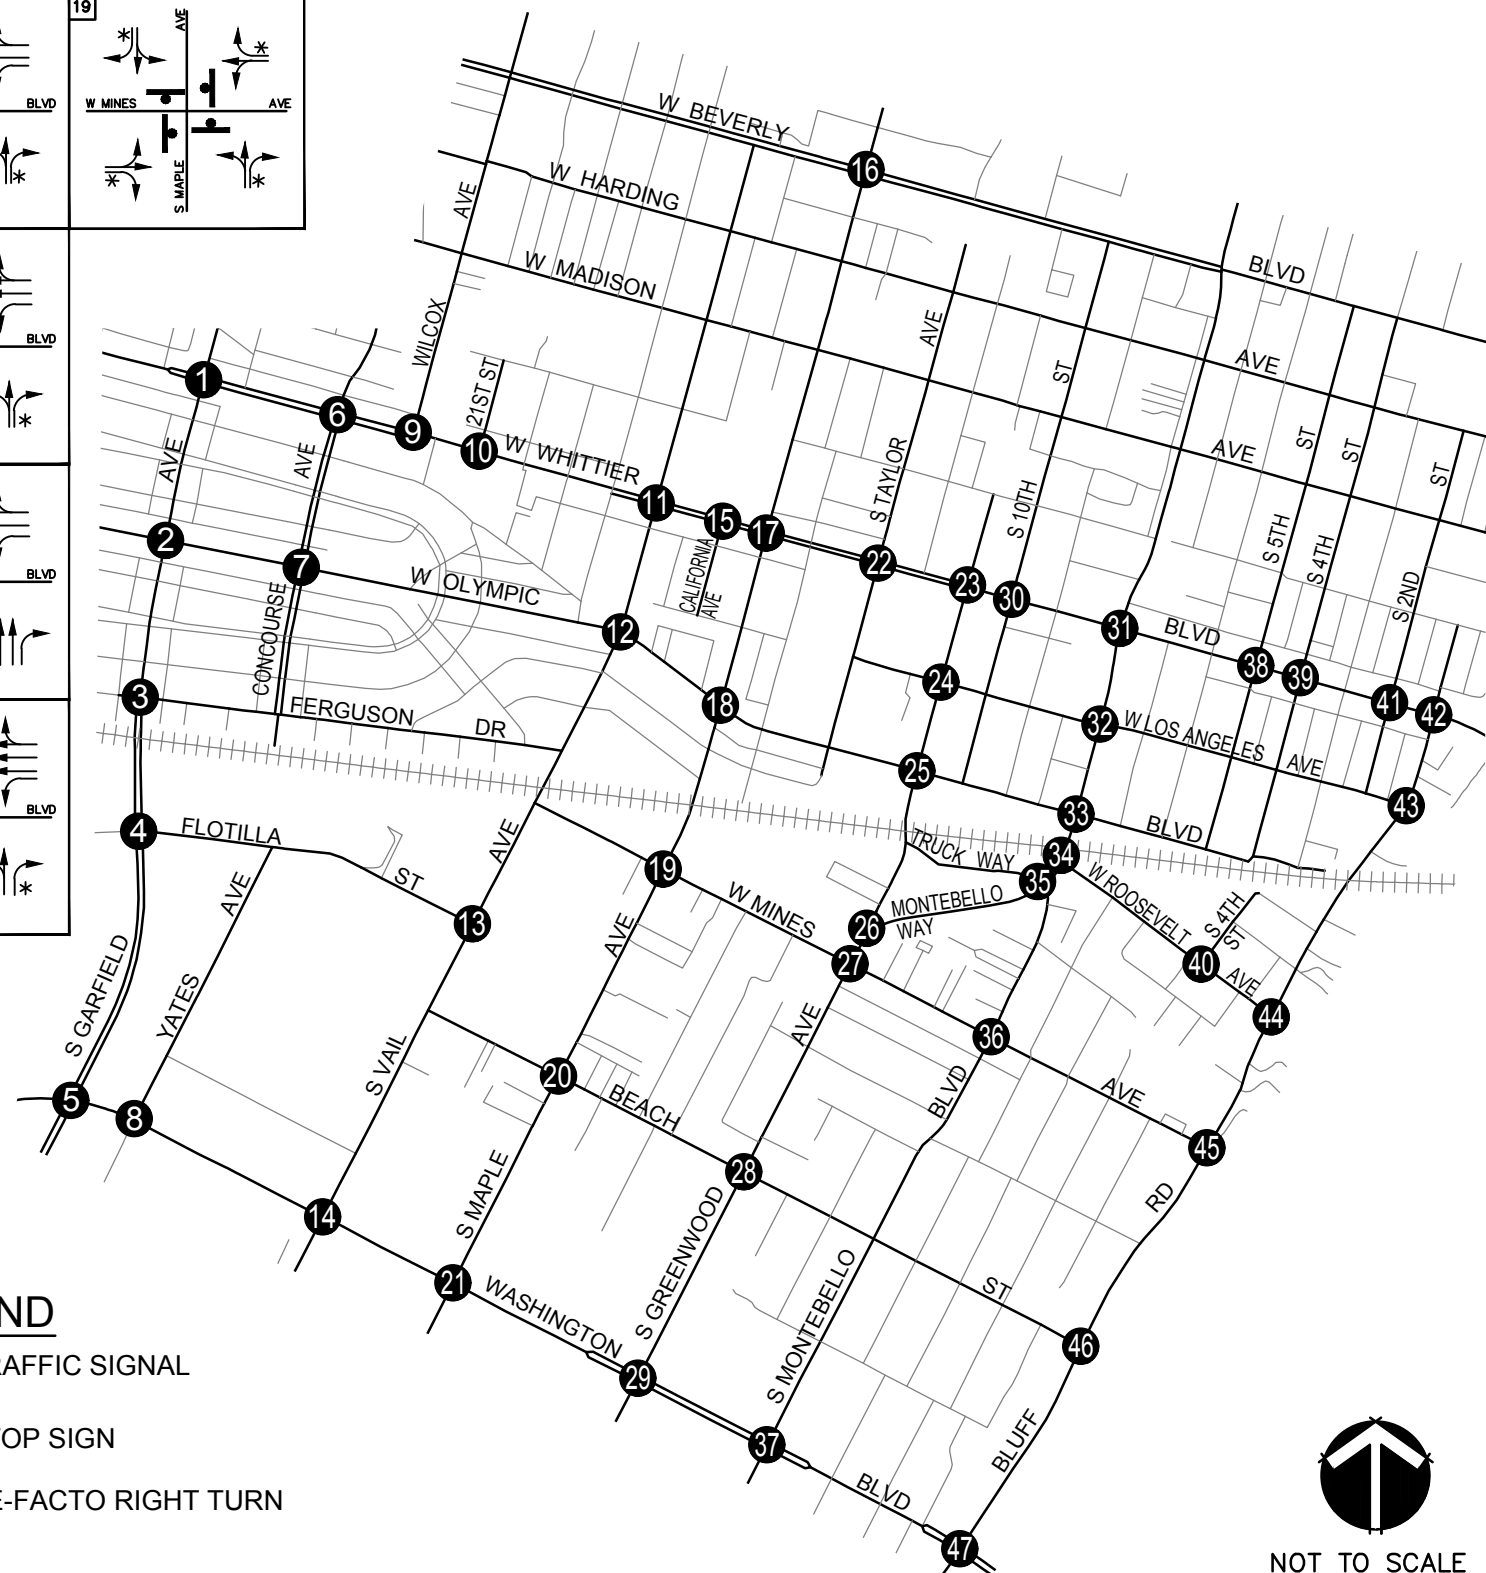 19
AVE
BLVD
W MINES
AVE
S MAPLE
BLVD
BLVD
BLVD
W BEVERLY
BLVD
16
W HARDING
AVE
W MADISON
AVE
AVE
WILCOX
AVE
S TAYLOR
ST
S 10TH
ST
S 5TH
ST
S 4TH
ST
S 2ND
1
6
9
21ST ST
10
W WHITTIER
BLVD
11
15
17
22
23
30
31
38
39
41
42
AVE
AVE
CONCOURSE
2
7
W OLYMPIC
BLVD
12
CALIFORNIA
AVE
18
24
32
W LOS ANGELES
AVE
43
3
FERGUSON
DR
25
33
4
FLOTILLA
ST
AVE
S VAIL
13
TRUCK WAY
34
35
MONTEBELLO
WAY
26
W ROOSEVELT
AVE
S 4TH
ST
40
44
19
W MINES
AVE
27
36
45
S GARFIELD
AVE
YATES
AVE
S MAPLE
AVE
S GREENWOOD
BLVD
S MONTEBELLO
RD
BLUFF
5
8
20
BEACH
ST
28
46
14
21
WASHINGTON
BLVD
29
37
47
ND
RAFFIC SIGNAL
TOP SIGN
E-FACTO RIGHT TURN
NOT TO SCALE